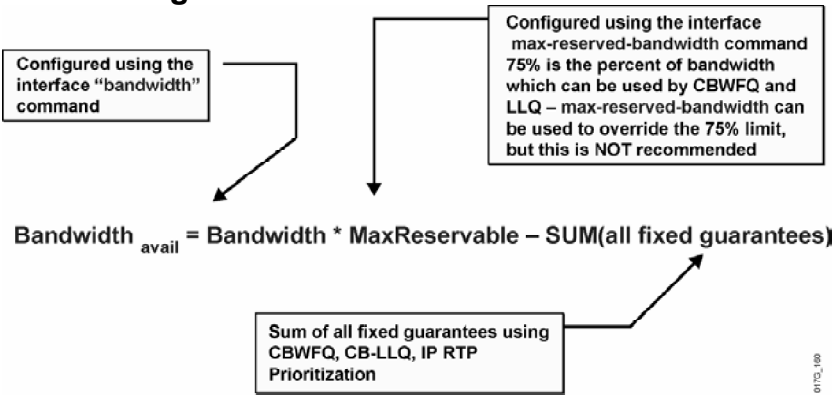 Configured using the
interface “bandwidth”
command
Configured using the interface
max-reserved-bandwidth command
75% is the percent of bandwidth
which can be used by CBWFQ and
LLQ – max-reserved-bandwidth can
be used to override the 75% limit,
but this is NOT recommended
Bandwidth avail = Bandwidth * MaxReservable – SUM(all fixed guarantees)
Sum of all fixed guarantees using
CBWFQ, CB-LLQ, IP RTP
Prioritization